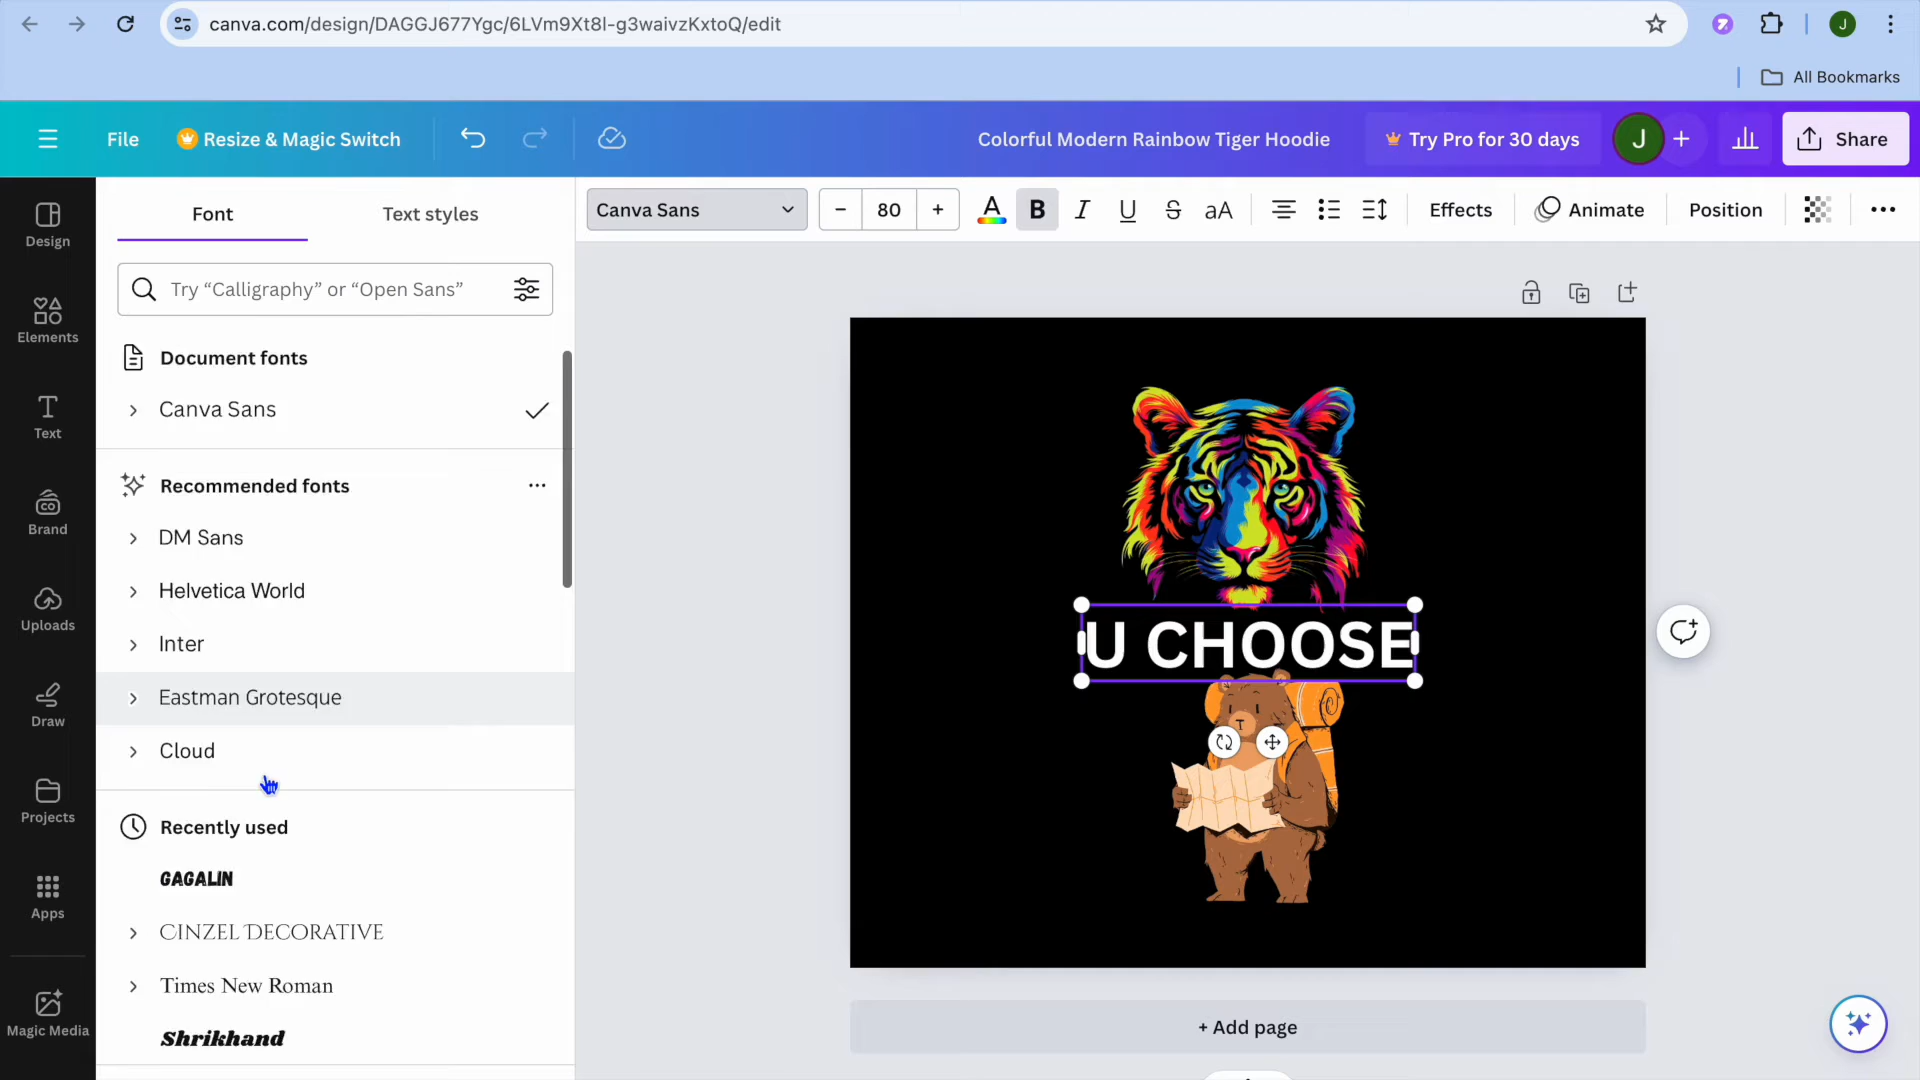 canva.com/design/DAGGJ677Ygc/6LVm9Xt8I-g3waivzKxtoQ/edit
J
All Bookmarks
File
Resize & Magic Switch
Colorful Modern Rainbow Tiger Hoodie
Try Pro for 30 days
J
Share
Design
Elements
Text
Brand
Uploads
Draw
Projects
Apps
Magic Media
Font
Text styles
Try “Calligraphy” or “Open Sans”
Document fonts
Canva Sans
Recommended fonts
DM Sans
Helvetica World
Inter
Eastman Grotesque
Cloud
Recently used
GAGALIN
CINZEL DECORATIVE
Times New Roman
Shrikhand
Canva Sans
80
A
B
I
U
S
aA
Effects
Animate
Position
U CHOOSE
+ Add page